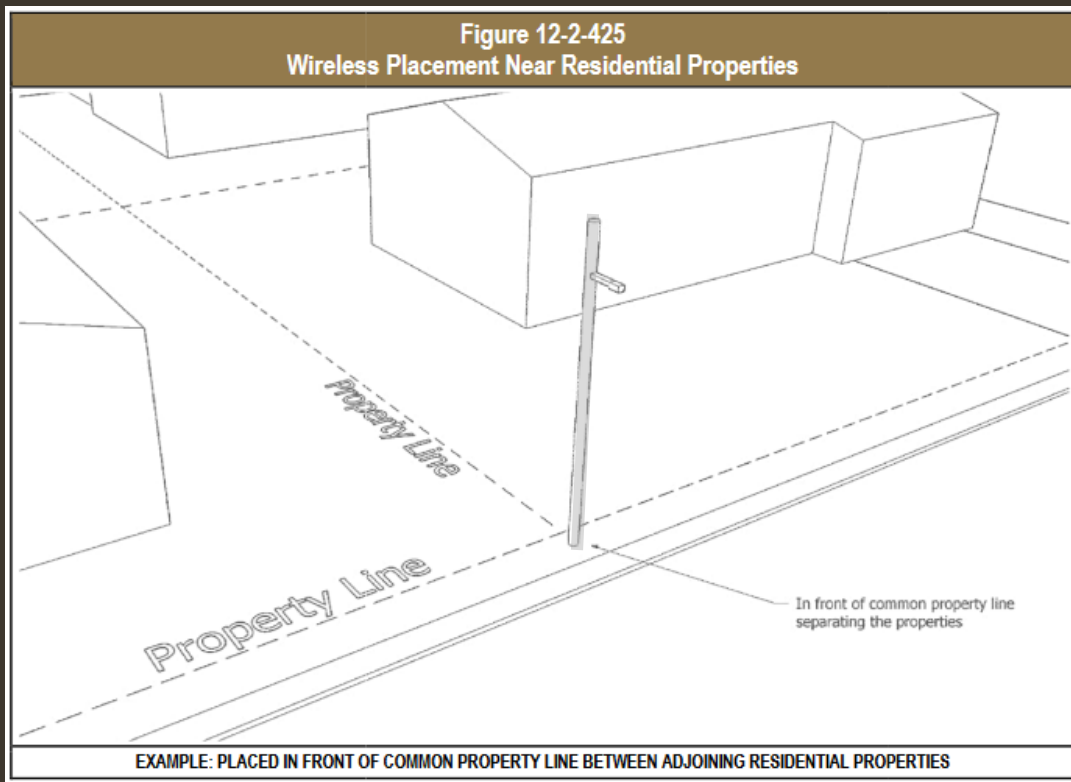 Figure 12-2-425
Wireless Placement Near Residential Properties
Property Line
Property Line
In front of common property line
separating the properties
EXAMPLE: PLACED IN FRONT OF COMMON PROPERTY LINE BETWEEN ADJOINING RESIDENTIAL PROPERTIES